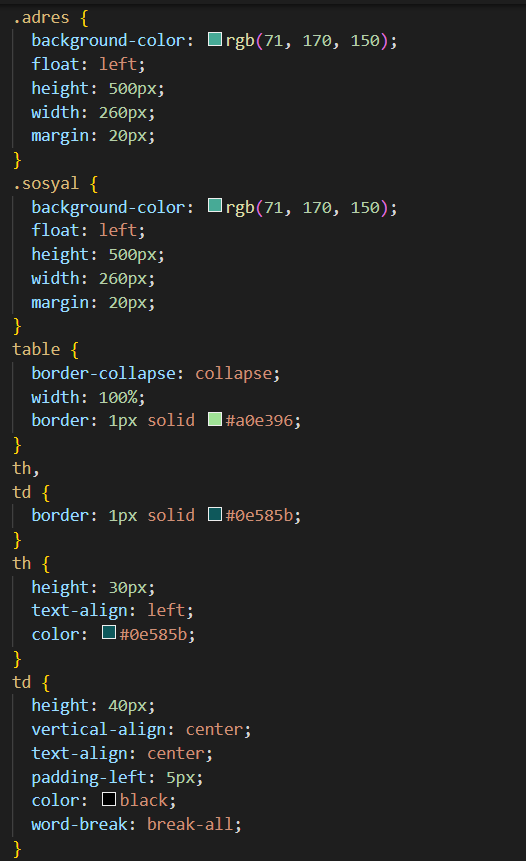 .adres {
background-color: rgb(71, 170, 150);
float: left;
height: 500px;
width: 260px;
margin: 20px;
}
.sosyal {
background-color: rgb(71, 170, 150);
float: left;
height: 500px;
width: 260px;
margin: 20px;
}
table {
border-collapse: collapse;
width: 100%;
border: 1px solid #a0e396;
}
th,
td {
border: 1px solid #0e585b;
}
th {
height: 30px;
text-align: left;
color: #0e585b;
}
td {
height: 40px;
vertical-align: center;
text-align: center;
padding-left: 5px;
color: black;
word-break: break-all;
}